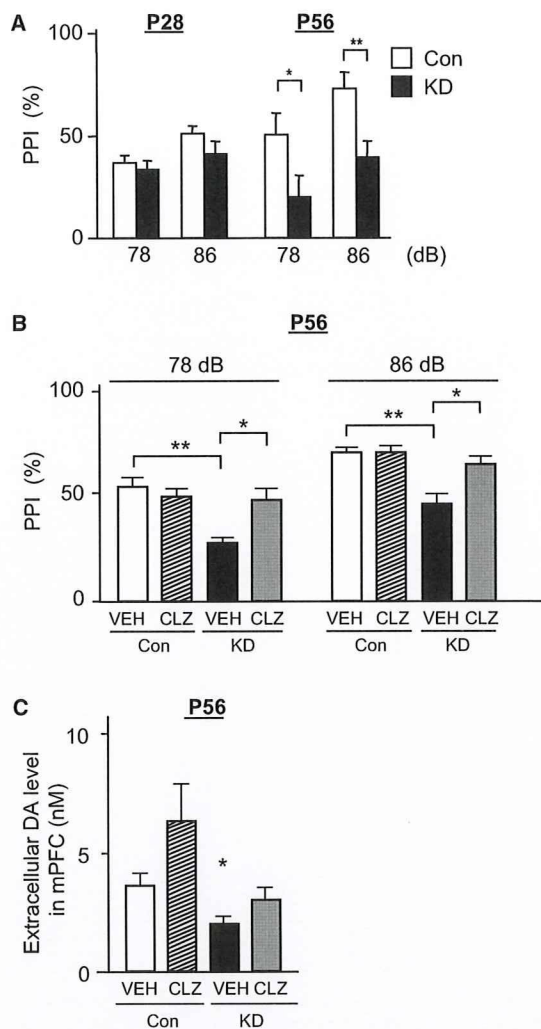 A
P28 P56
100
50
0
PPI (%)
* **
Con
KD
78 86 78 86 (dB)
B
P56
78 dB 86 dB
100
50
0
PPI (%)
** * ** *
VEH CLZ VEH CLZ VEH CLZ VEH CLZ
Con KD Con KD
C
P56
10
5
0
Extracellular DA level
in mPFC (nM)
*
VEH CLZ VEH CLZ
Con KD